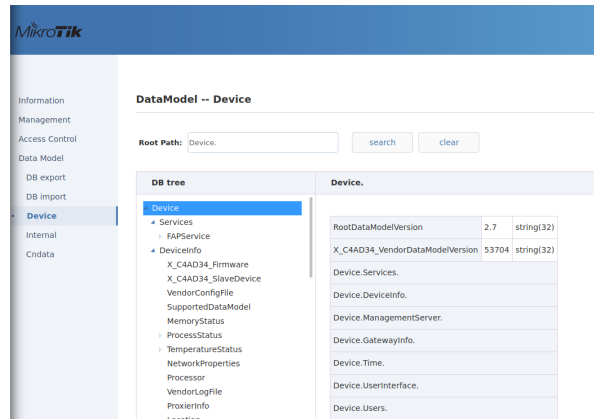 MikroTik
Information
Management
Access Control
Data Model
DB export
DB import
Device
Internal
Cndata
DataModel -- Device
Root Path: Device. search clear
DB tree
Device
Services
FAPService
DeviceInfo
X_C4AD34_Firmware
X_C4AD34_SlaveDevice
VendorConfigFile
SupportedDataModel
MemoryStatus
ProcessStatus
TemperatureStatus
NetworkProperties
Processor
VendorLogFile
ProxierInfo
Location
Device.
RootDataModelVersion 2.7 string(32)
X_C4AD34_VendorDataModelVersion 53704 string(32)
Device.Services.
Device.DeviceInfo.
Device.ManagementServer.
Device.GatewayInfo.
Device.Time.
Device.UserInterface.
Device.Users.